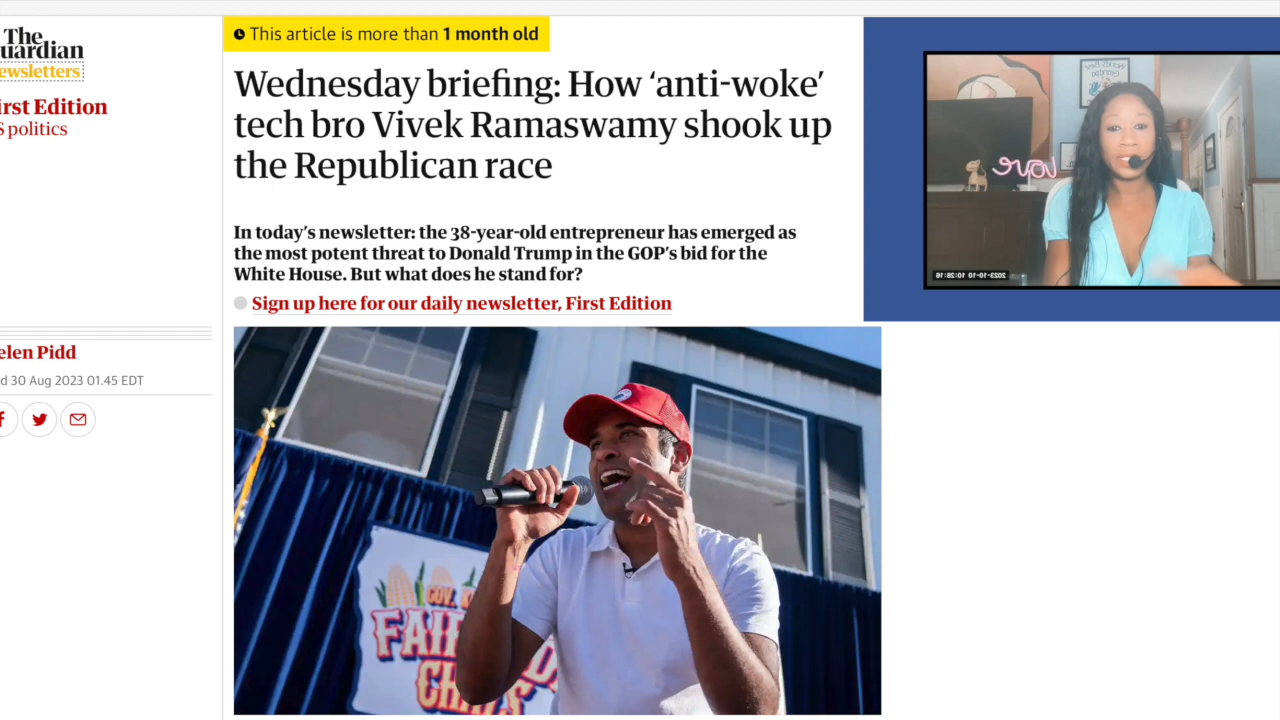 This article is more than 1 month old
The
uardian
ewsletters
irst Edition
S politics
Wednesday briefing: How ‘anti-woke’
tech bro Vivek Ramaswamy shook up
the Republican race
In today’s newsletter: the 38-year-old entrepreneur has emerged as
the most potent threat to Donald Trump in the GOP’s bid for the
White House. But what does he stand for?
Sign up here for our daily newsletter, First Edition
elen Pidd
d 30 Aug 2023 01.45 EDT
love
2023-10-10 10:28:16
GOV. K
FAI
CHA